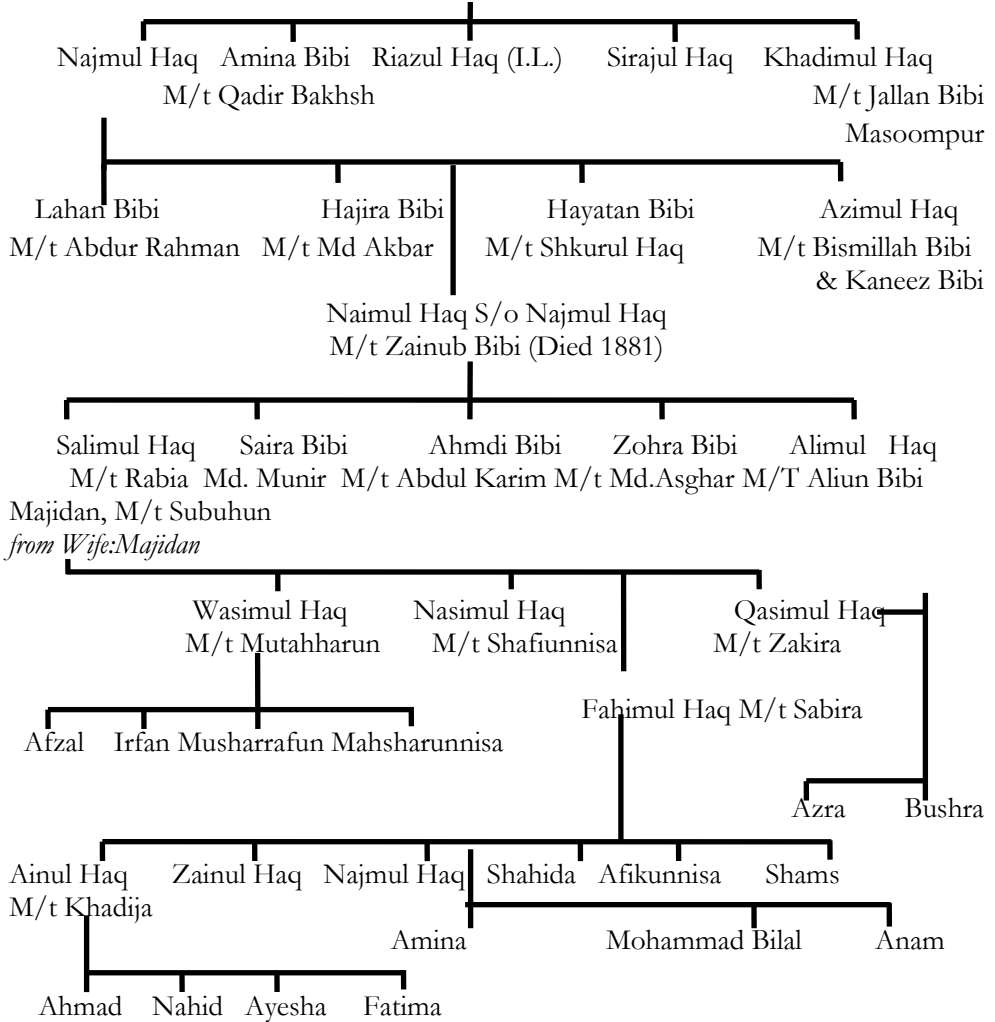 Najmul Haq Amina Bibi Riazul Haq (I.L.) Sirajul Haq Khadimul Haq
M/t Qadir Bakhsh M/t Jallan Bibi
Masoompur
Lahan Bibi Hajira Bibi Hayatan Bibi Azimul Haq
M/t Abdur Rahman M/t Md Akbar M/t Shkurul Haq M/t Bismillah Bibi
& Kaneez Bibi
Naimul Haq S/o Najmul Haq
M/t Zainub Bibi (Died 1881)
Salimul Haq Saira Bibi Ahmdi Bibi Zohra Bibi Alimul Haq
M/t Rabia Md. Munir M/t Abdul Karim M/t Md.Asghar M/T Aliun Bibi
Majidan, M/t Subuhun
from Wife:Majidan
Wasimul Haq Nasimul Haq Qasimul Haq
M/t Mutahharun M/t Shafiunnisa M/t Zakira
Fahimul Haq M/t Sabira
Afzal Irfan Musharrafun Mahsharunnisa
Azra Bushra
Ainul Haq Zainul Haq Najmul Haq Shahida Afikunnisa Shams
M/t Khadija
Amina Mohammad Bilal Anam
Ahmad Nahid Ayesha Fatima